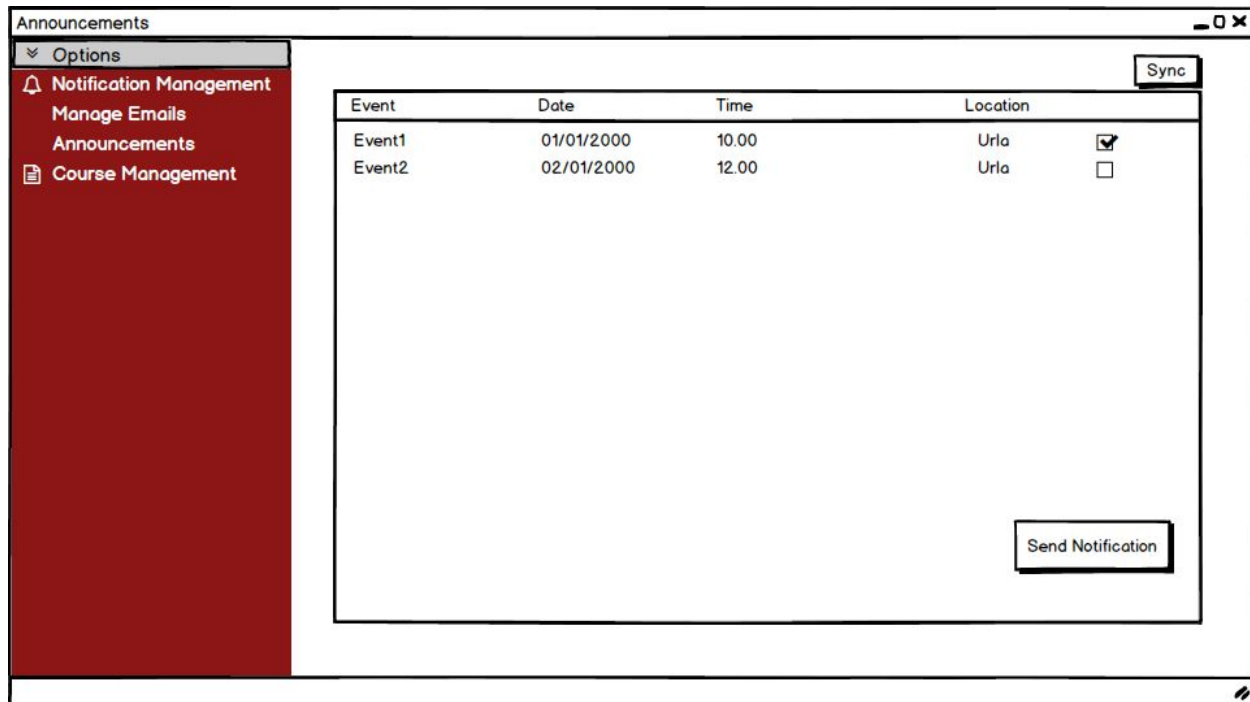 Announcements
Options
Notification Management
Manage Emails
Announcements
Course Management
Sync
Event Date Time Location
Event1 01/01/2000 10.00 Urla
Event2 02/01/2000 12.00 Urla
Send Notification